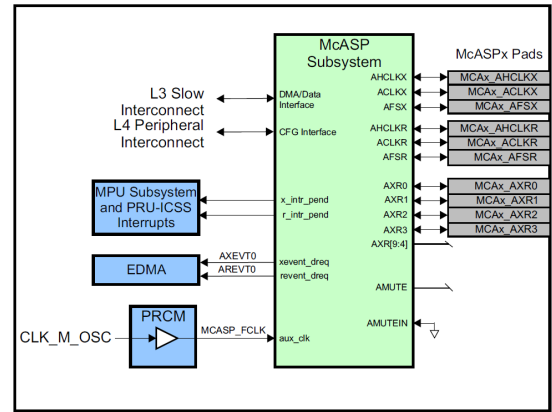 McASP
Subsystem
McASPx Pads
L3 Slow
Interconnect
L4 Peripheral
Interconnect
DMA/Data
Interface
CFG Interface
AHCLKX
ACLKX
AFSX
MCAx_AHCLKX
MCAx_ACLKX
MCAx_AFSX
AHCLKR
ACLKR
AFSR
MCAx_AHCLKR
MCAx_ACLKR
MCAx_AFSR
MPU Subsystem
and PRU-ICSS
Interrupts
x_intr_pend
r_intr_pend
AXR0
AXR1
AXR2
AXR3
AXR[9:4]
MCAx_AXR0
MCAx_AXR1
MCAx_AXR2
MCAx_AXR3
EDMA
AXEVT0
AREVT0
xevent_dreq
revent_dreq
AMUTE
PRCM
CLK_M_OSC
MCASP_FCLK
aux_clk
AMUTEIN